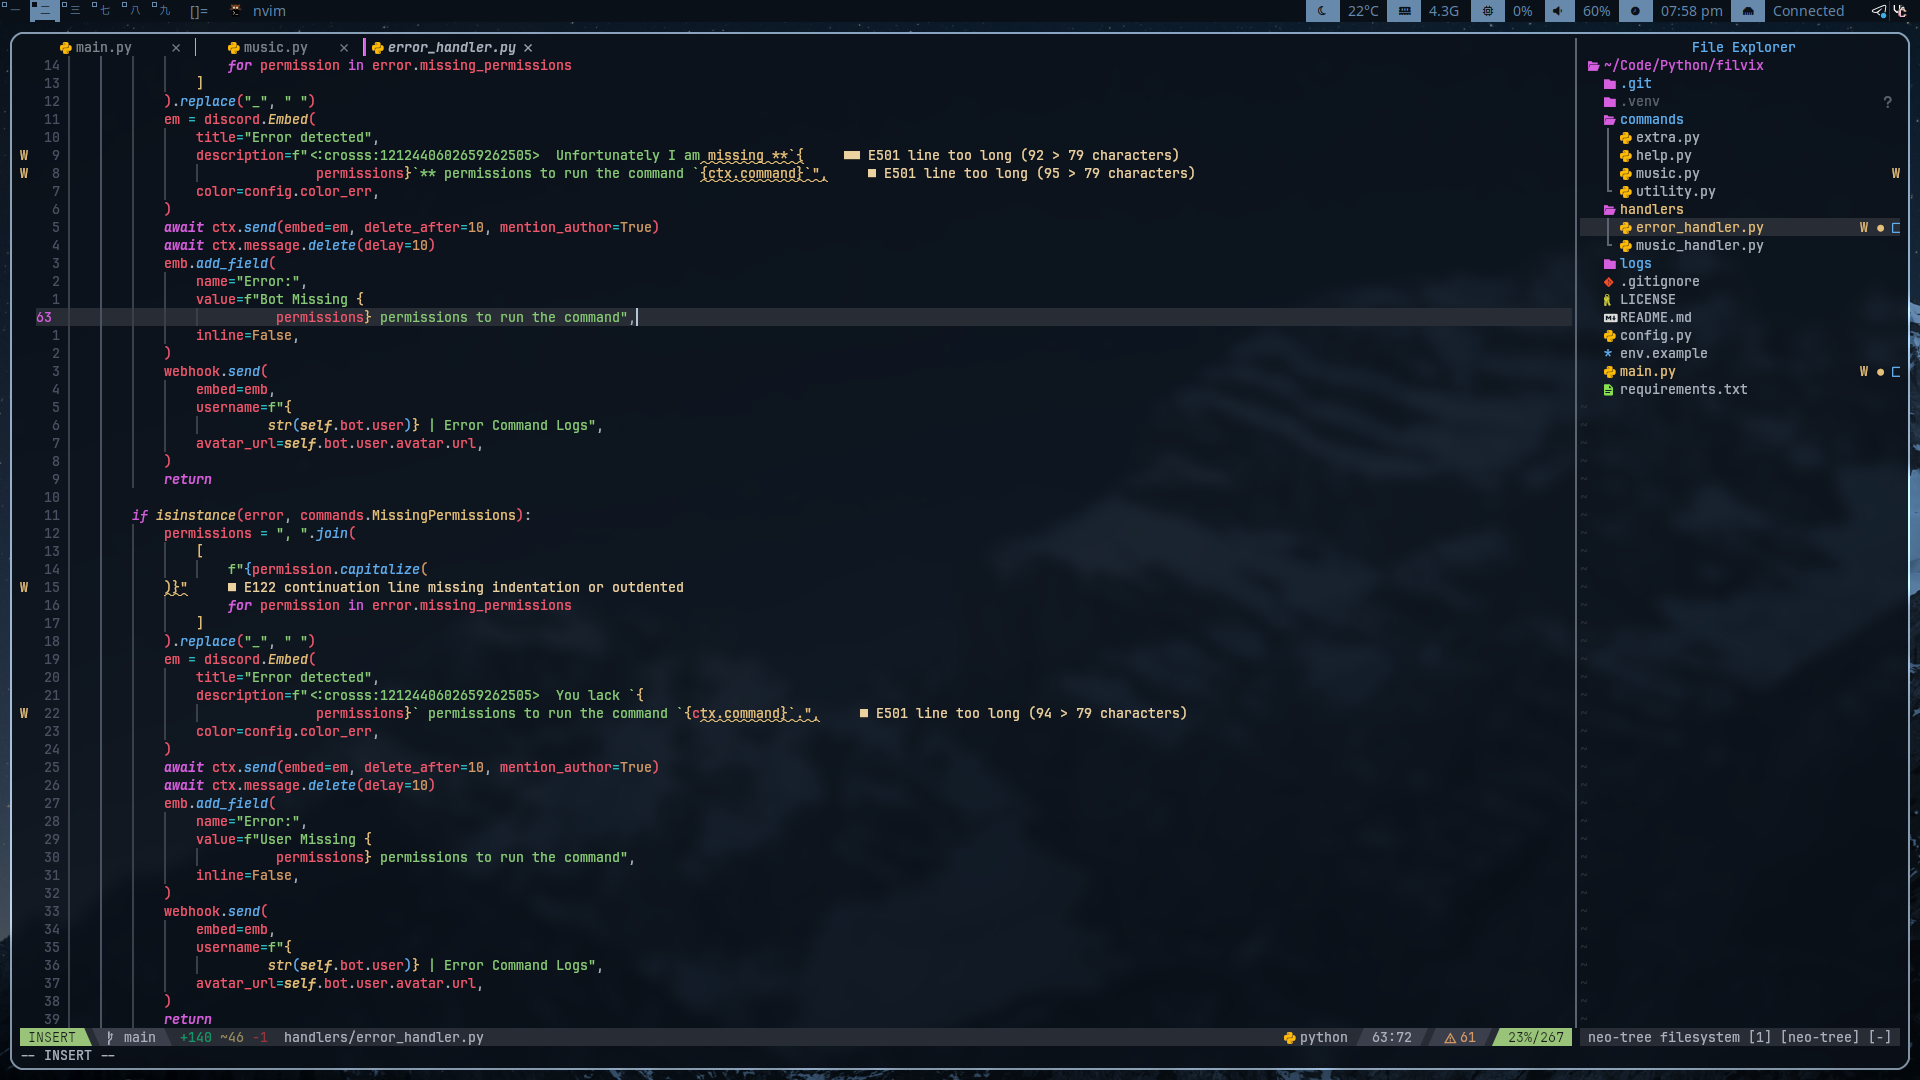 一 二 三 七 八 九 []= nvim 22°C 4.3G 0% 60% 07:58 pm Connected
main.py × music.py × error_handler.py × File Explorer
14 for permission in error.missing_permissions ~/Code/Python/filvix
13 ] .git
12 ).replace("_", " ") .venv ?
11 em = discord.Embed( commands
10 title="Error detected", extra.py
W 9 description=f"<:crosss:1212440602659262505>  Unfortunately I am missing **`{ ■■ E501 line too long (92 > 79 characters) help.py
W 8 permissions}`** permissions to run the command `{ctx.command}`", ■ E501 line too long (95 > 79 characters) music.py W
7 color=config.color_err, utility.py
6 ) handlers
5 await ctx.send(embed=em, delete_after=10, mention_author=True) error_handler.py W ●
4 await ctx.message.delete(delay=10) music_handler.py
3 emb.add_field( logs
2 name="Error:", .gitignore
1 value=f"Bot Missing { LICENSE
63 permissions} permissions to run the command", README.md
1 inline=False, config.py
2 ) env.example
3 webhook.send( main.py W ●
4 embed=emb, requirements.txt
5 username=f"{
6 str(self.bot.user)} | Error Command Logs",
7 avatar_url=self.bot.user.avatar.url,
8 )
9 return
10
11 if isinstance(error, commands.MissingPermissions):
12 permissions = ", ".join(
13 [
14 f"{permission.capitalize(
W 15 )}" ■ E122 continuation line missing indentation or outdented
16 for permission in error.missing_permissions
17 ]
18 ).replace("_", " ")
19 em = discord.Embed(
20 title="Error detected",
21 description=f"<:crosss:1212440602659262505>  You lack `{
W 22 permissions}` permissions to run the command `{ctx.command}`.", ■ E501 line too long (94 > 79 characters)
23 color=config.color_err,
24 )
25 await ctx.send(embed=em, delete_after=10, mention_author=True)
26 await ctx.message.delete(delay=10)
27 emb.add_field(
28 name="Error:",
29 value=f"User Missing {
30 permissions} permissions to run the command",
31 inline=False,
32 )
33 webhook.send(
34 embed=emb,
35 username=f"{
36 str(self.bot.user)} | Error Command Logs",
37 avatar_url=self.bot.user.avatar.url,
38 )
39 return
INSERT main +140 ~46 -1 handlers/error_handler.py python 63:72 61 23%/267 neo-tree filesystem [1] [neo-tree] [-]
-- INSERT --